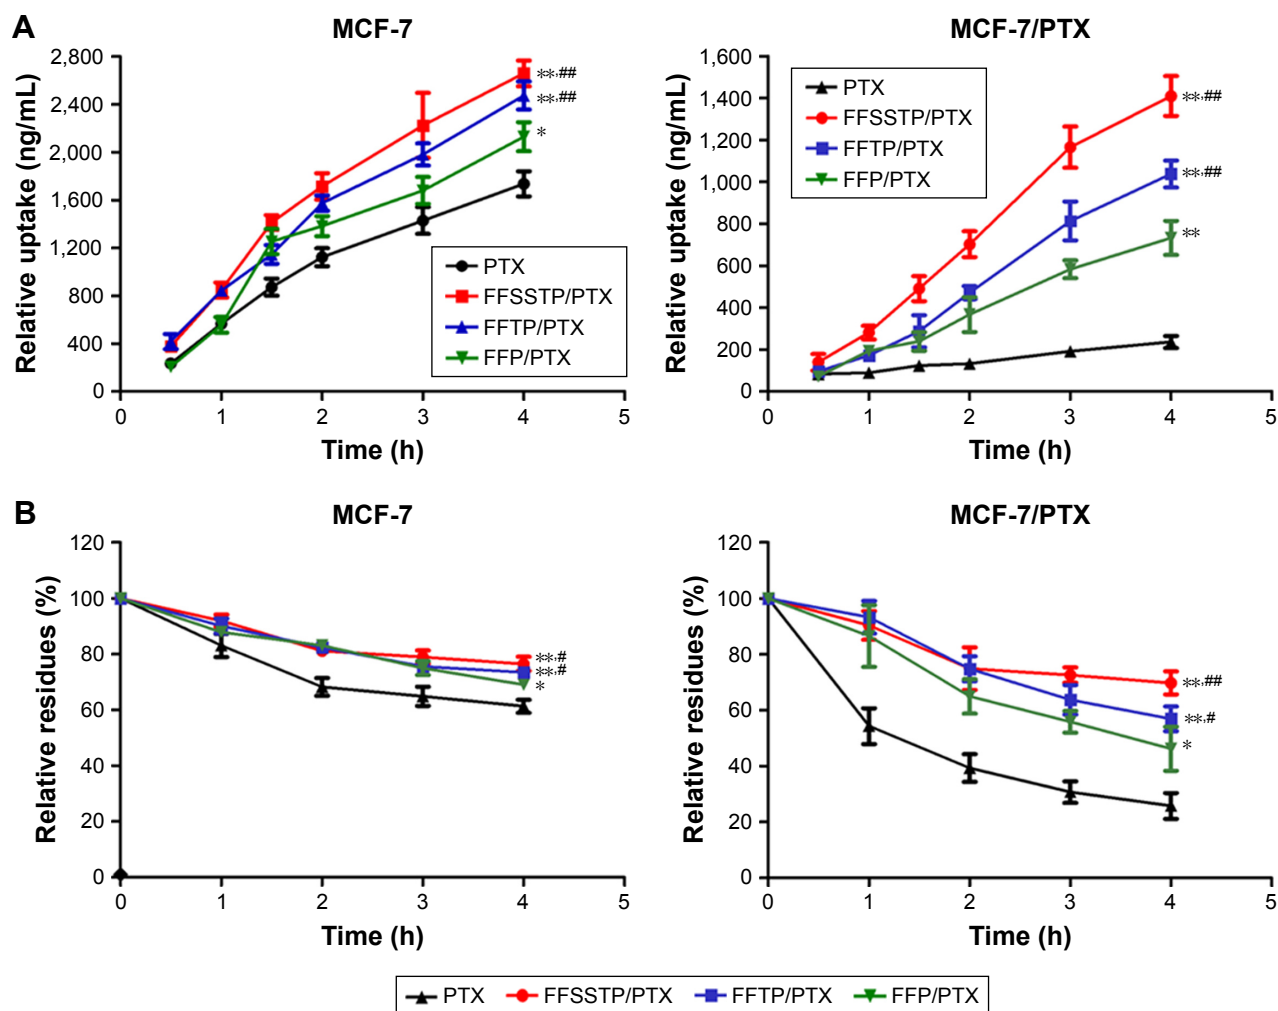 A
MCF-7
Relative uptake (ng/mL)
2,800
2,400
2,000
1,600
1,200
800
400
0
**,##
**,##
*
PTX
FFSSTP/PTX
FFTP/PTX
FFP/PTX
0 1 2 3 4 5
Time (h)
MCF-7/PTX
Relative uptake (ng/mL)
1,600
1,400
1,200
1,000
800
600
400
200
0
PTX
FFSSTP/PTX
FFTP/PTX
FFP/PTX
**,##
**,##
**
0 1 2 3 4 5
Time (h)
B
MCF-7
Relative residues (%)
120
100
80
60
40
20
0
**,#
**,#
*
0 1 2 3 4 5
Time (h)
MCF-7/PTX
Relative residues (%)
120
100
80
60
40
20
0
**,##
**,#
*
0 1 2 3 4 5
Time (h)
PTX FFSSTP/PTX FFTP/PTX FFP/PTX